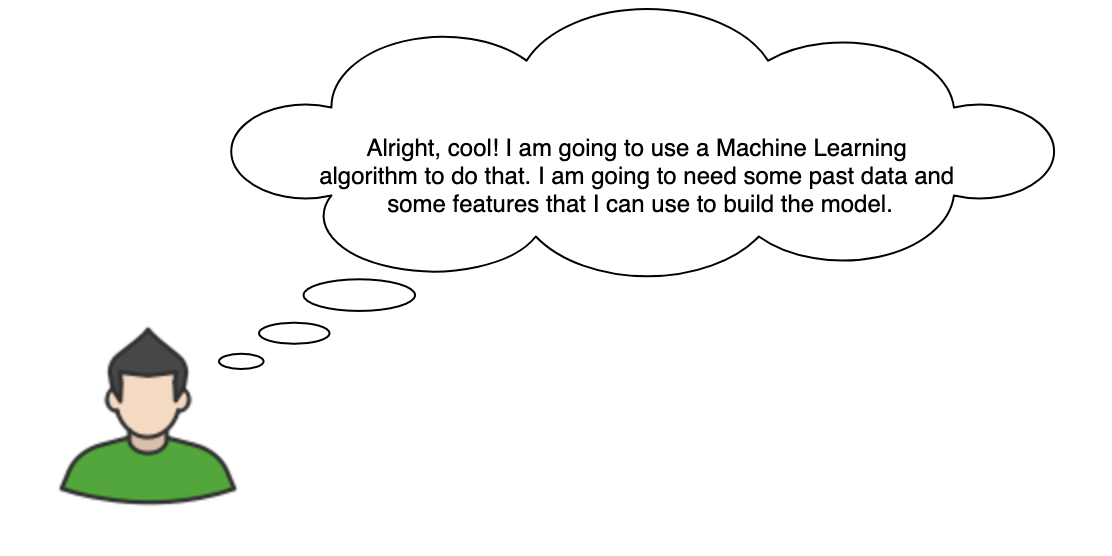 Alright, cool! I am going to use a Machine Learning
algorithm to do that. I am going to need some past data and
some features that I can use to build the model.